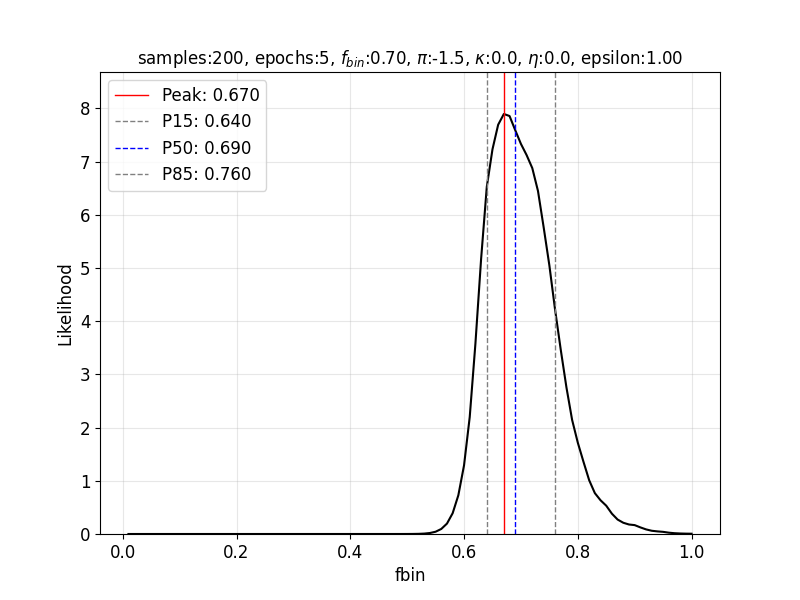 samples:200, epochs:5, f_bin:0.70, π:-1.5, κ:0.0, η:0.0, epsilon:1.00
Peak: 0.670
P15: 0.640
P50: 0.690
P85: 0.760
8
7
6
5
4
3
2
1
0
Likelihood
0.0 0.2 0.4 0.6 0.8 1.0
fbin